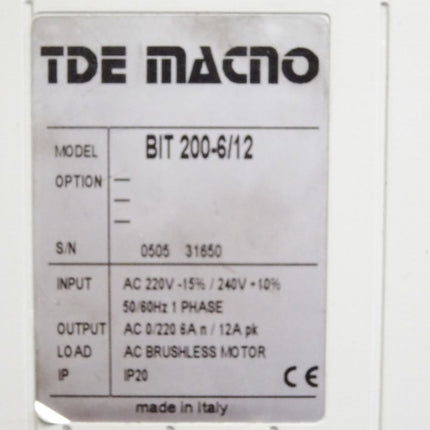 TDE MACNO
MODEL BIT 200-6/12
OPTION —
—
—
S/N 0505 31650
INPUT AC 220V -15% / 240V +10%
50/60Hz 1 PHASE
OUTPUT AC 0/220 6A n / 12A pk
LOAD AC BRUSHLESS MOTOR
IP IP20 CE
made in Italy